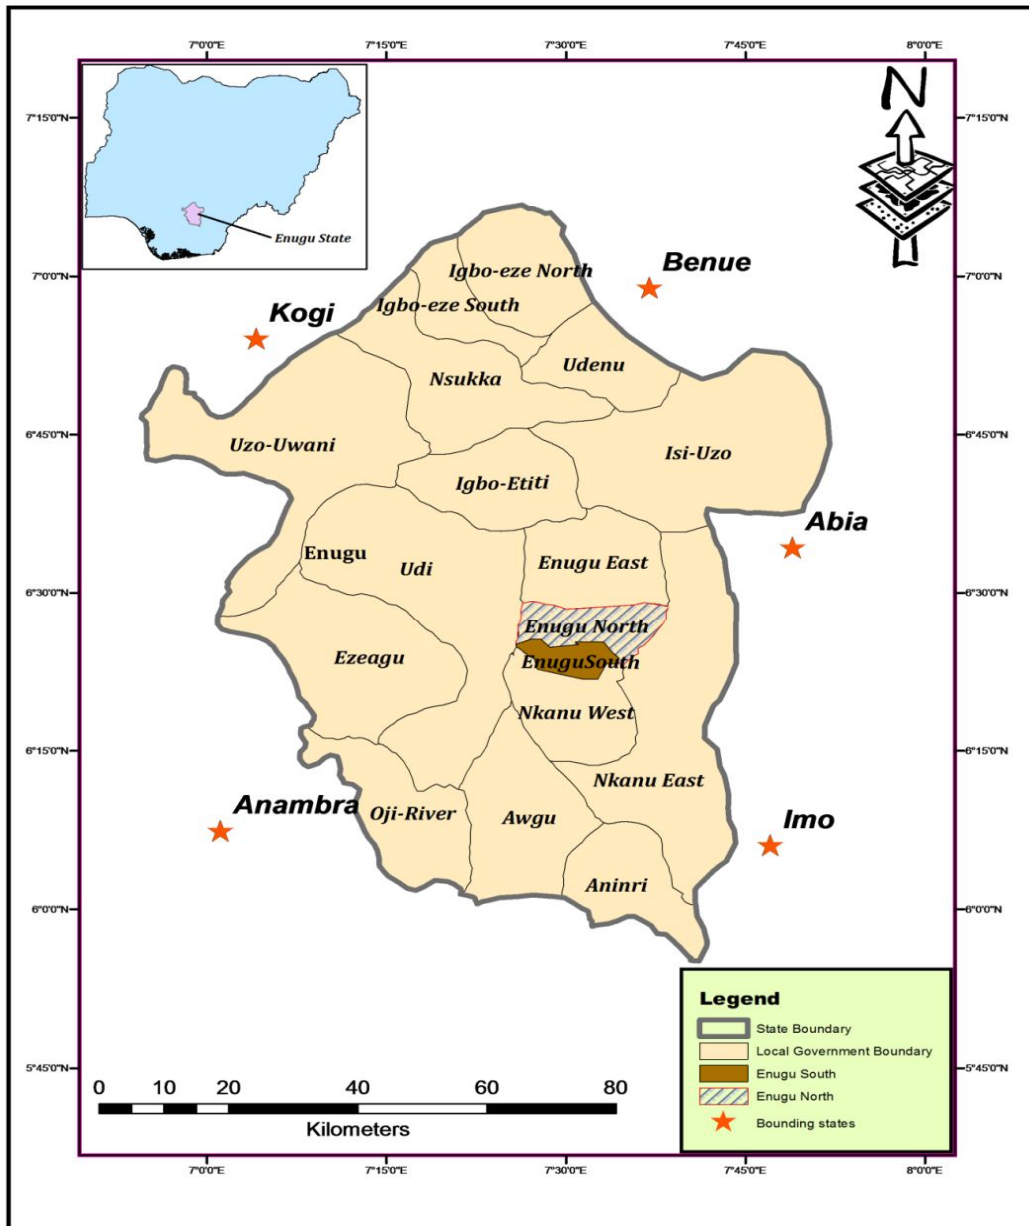 7°0'0"E 7°15'0"E 7°30'0"E 7°45'0"E 8°0'0"E
N
7°15'0"N 7°15'0"N
Enugu State
Benue
7°0'0"N 7°0'0"N
Igbo-eze North
Igbo-eze South
Kogi
Udenu
Nsukka
6°45'0"N 6°45'0"N
Uzo-Uwani
Isi-Uzo
Igbo-Etiti
Abia
Enugu
Udi
Enugu East
6°30'0"N 6°30'0"N
Enugu North
Ezeagu
EnuguSouth
Nkanu West
6°15'0"N 6°15'0"N
Nkanu East
Anambra
Oji-River
Awgu
Imo
Aninri
6°0'0"N 6°0'0"N
Legend
State Boundary
Local Government Boundary
Enugu South
Enugu North
Bounding states
5°45'0"N 5°45'0"N
0 10 20 40 60 80
Kilometers
7°0'0"E 7°15'0"E 7°30'0"E 7°45'0"E 8°0'0"E